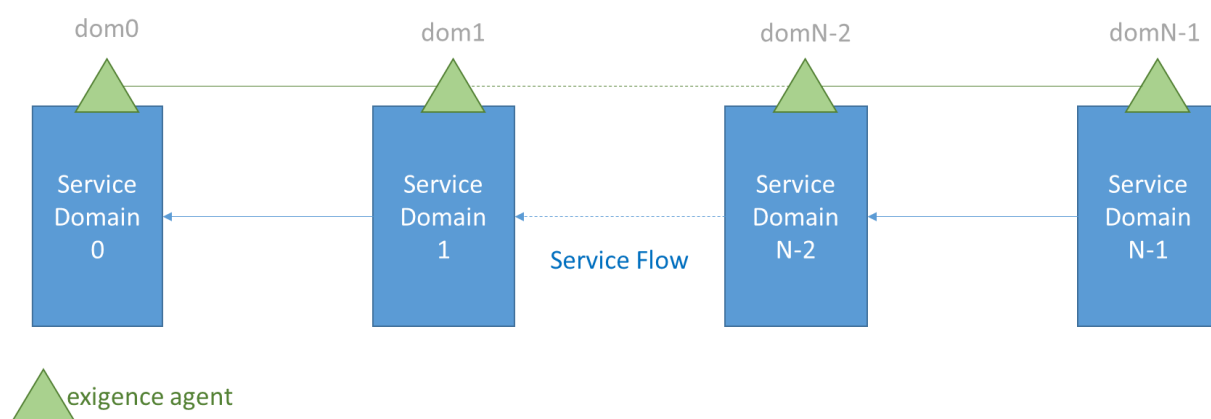 dom0
dom1
domN-2
domN-1
Service
Domain
0
Service
Domain
1
Service
Domain
N-2
Service
Domain
N-1
Service Flow
exigence agent